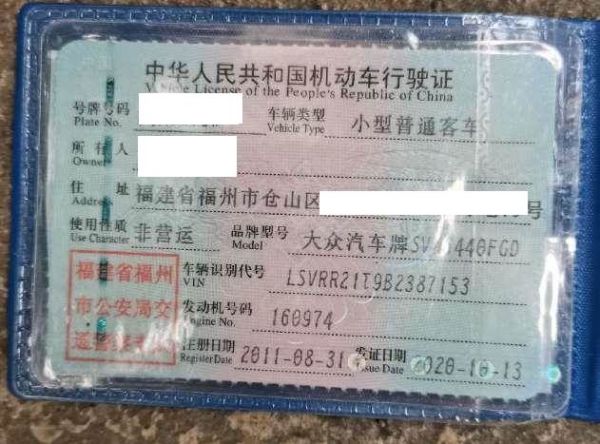 中华人民共和国机动车行驶证
Vehicle License of the People's Republic of China
号牌号码
Plate No.
车辆类型
Vehicle Type
小型普通客车
所有人
Owner
住址
Address
福建省福州市仓山区
号
使用性质
Use Character
非营运
品牌型号
Model
大众汽车牌
福建省福州
市公安局交
车辆识别代号
VIN
LSVRR21T9B2387153
发动机号码
Engine No.
160974
注册日期
Register Date
2011-08-31
发证日期
Issue Date
2020-10-13